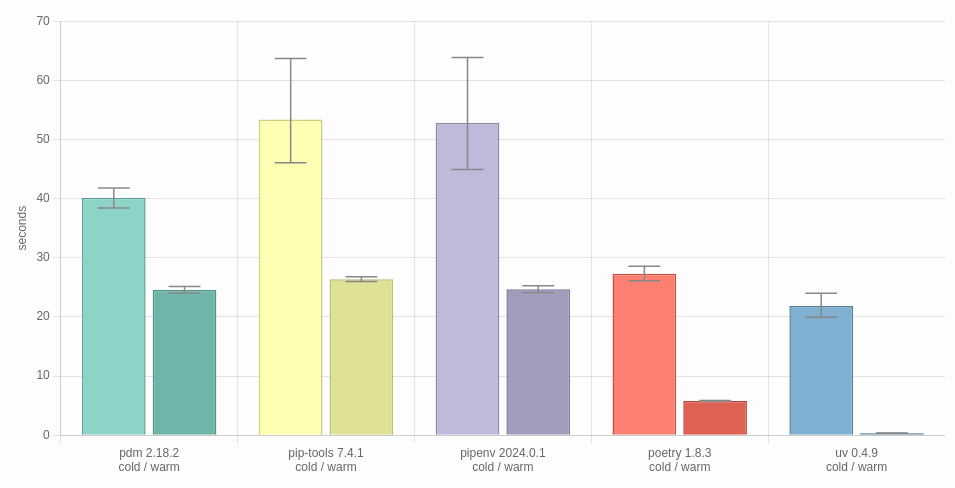 70
60
50
40
30
20
10
0
seconds
pdm 2.18.2
cold / warm
pip-tools 7.4.1
cold / warm
pipenv 2024.0.1
cold / warm
poetry 1.8.3
cold / warm
uv 0.4.9
cold / warm